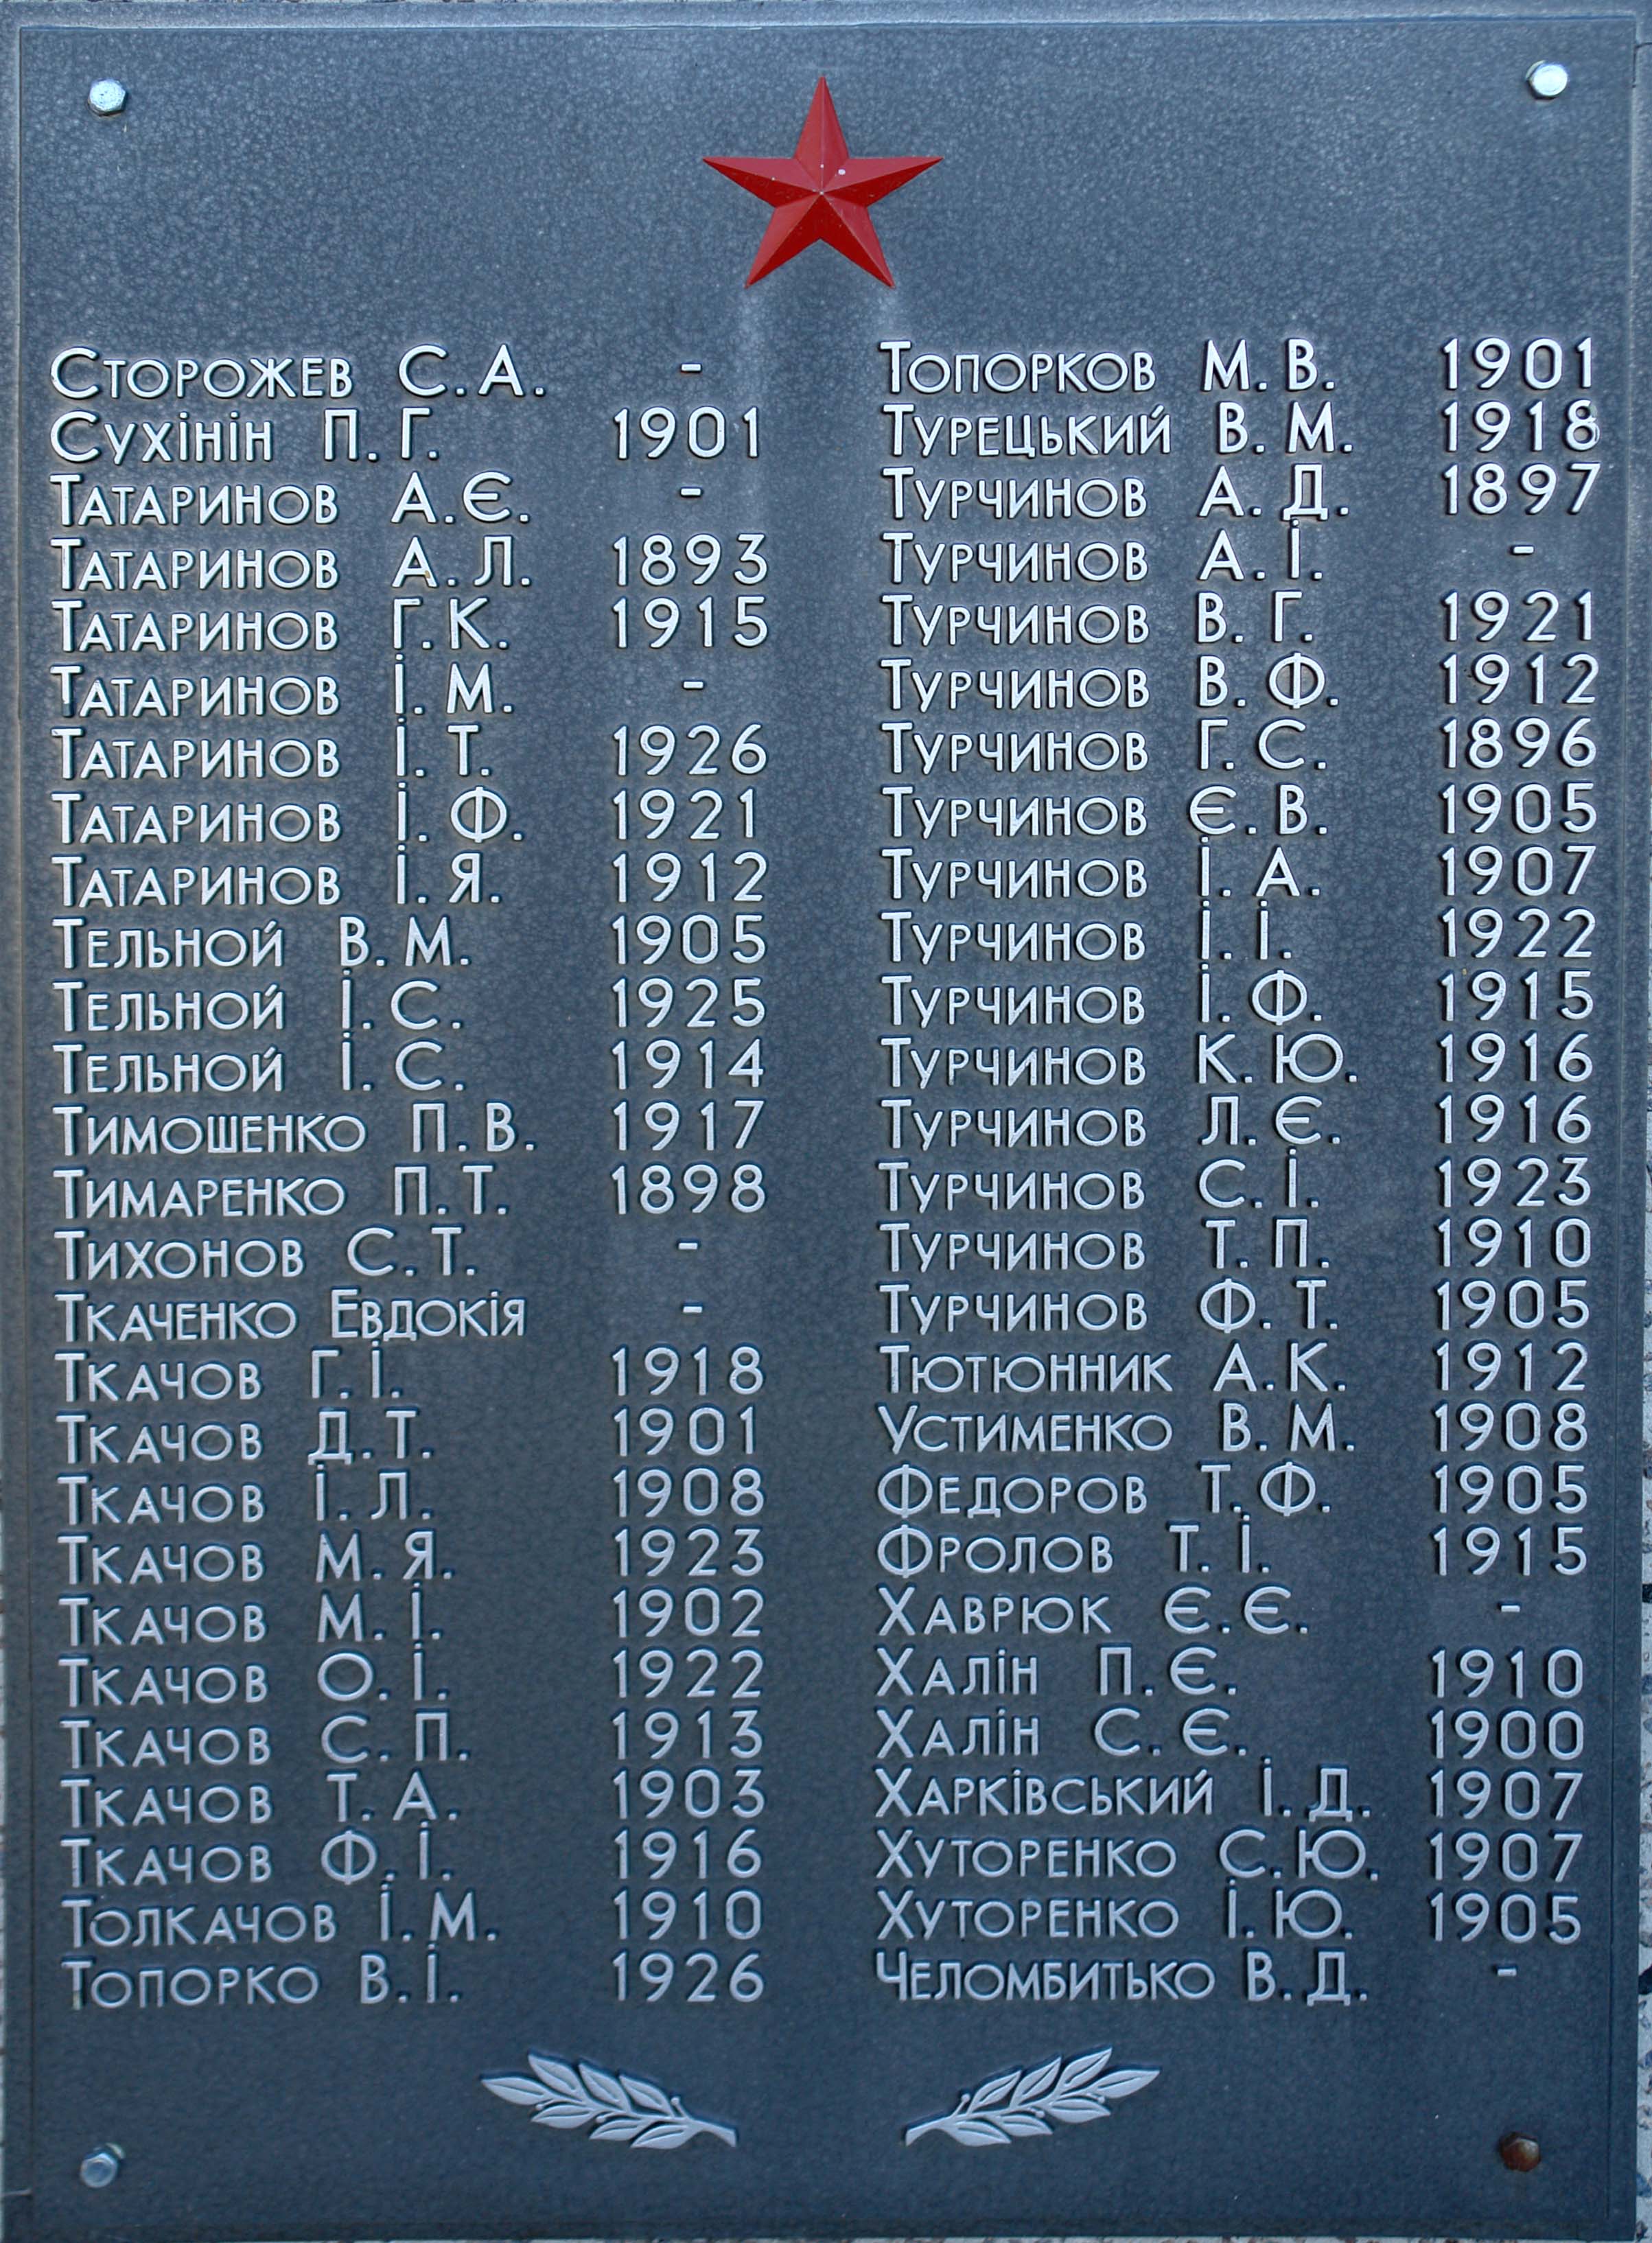 Сторожев С.А. -
Сухінін П.Г. 1901
Татаринов А.Є. -
Татаринов А.Л. 1893
Татаринов Г.К. 1915
Татаринов І.М. -
Татаринов І.Т. 1926
Татаринов І.Ф. 1921
Татаринов І.Я. 1912
Тельной В.М. 1905
Тельной І.С. 1925
Тельной І.С. 1914
Тимошенко П.В. 1917
Тимаренко П.Т. 1898
Тихонов С.Т. -
Ткаченко Евдокія -
Ткачов Г.І. 1918
Ткачов Д.Т. 1901
Ткачов І.Л. 1908
Ткачов М.Я. 1923
Ткачов М.І. 1902
Ткачов О.І. 1922
Ткачов С.П. 1913
Ткачов Т.А. 1903
Ткачов Ф.І. 1916
Толкачов І.М. 1910
Топорко В.І. 1926
Топорков М.В. 1901
Турецький В.М. 1918
Турчинов А.Д. 1897
Турчинов А.І. -
Турчинов В.Г. 1921
Турчинов В.Ф. 1912
Турчинов Г.С. 1896
Турчинов Є.В. 1905
Турчинов І.А. 1907
Турчинов І.І. 1922
Турчинов І.Ф. 1915
Турчинов К.Ю. 1916
Турчинов Л.Є. 1916
Турчинов С.І. 1923
Турчинов Т.П. 1910
Турчинов Ф.Т. 1905
Тютюнник А.К. 1912
Устименко В.М. 1908
Федоров Т.Ф. 1905
Фролов Т.І. 1915
Хаврюк Є.Є. -
Халін П.Є. 1910
Халін С.Є. 1900
Харківський І.Д. 1907
Хуторенко С.Ю. 1907
Хуторенко І.Ю. 1905
Челомбитько В.Д. -